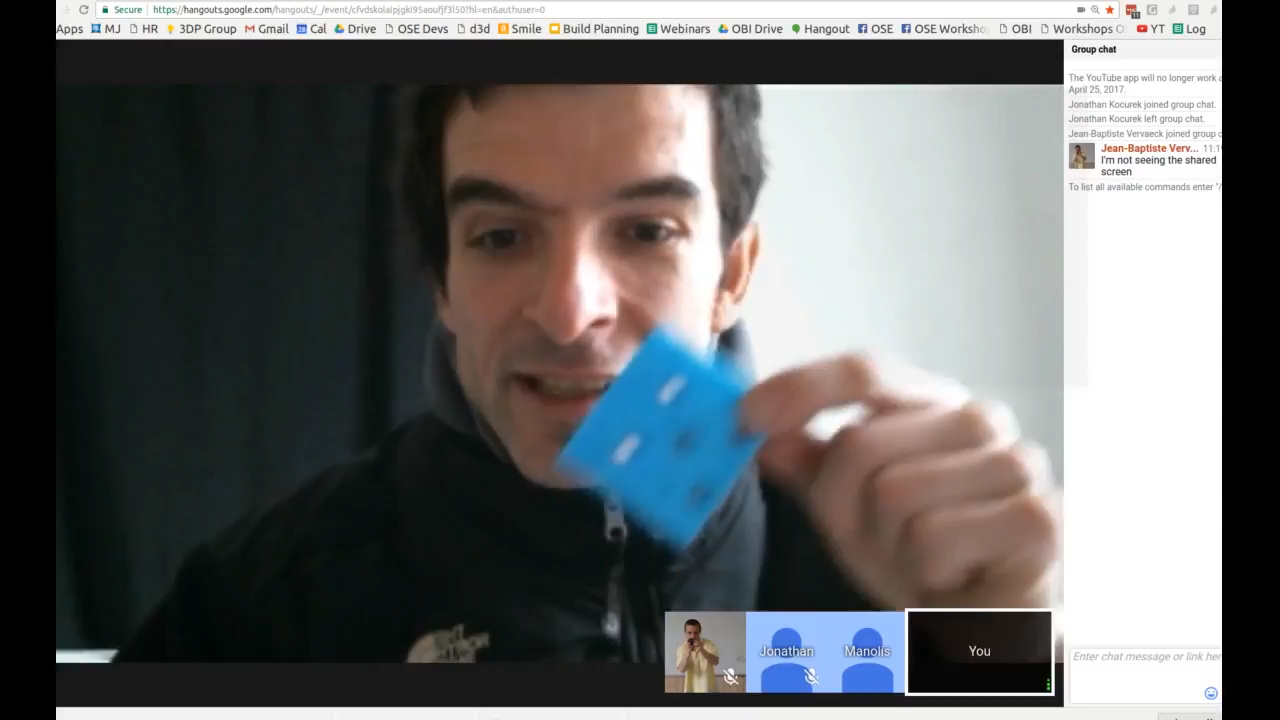 Secure https://hangouts.google.com/hangouts/_/event/cfvdskolaipjgki95aoufjf3l50?hl=en&authuser=0
Apps MJ HR 3DP Group Gmail Cal Drive OSE Devs d3d Smile Build Planning Webinars OBI Drive Hangout OSE OSE Worksho OBI Workshops O YT Log
Group chat
The YouTube app will no longer work a
April 25, 2017.
Jonathan Kocurek joined group chat.
Jonathan Kocurek left group chat.
Jean-Baptiste Vervaeck joined group c
Jean-Baptiste Verv... 11:19
I'm not seeing the shared
screen
To list all available commands enter "/
Jonathan
Manolis
You
Enter chat message or link her